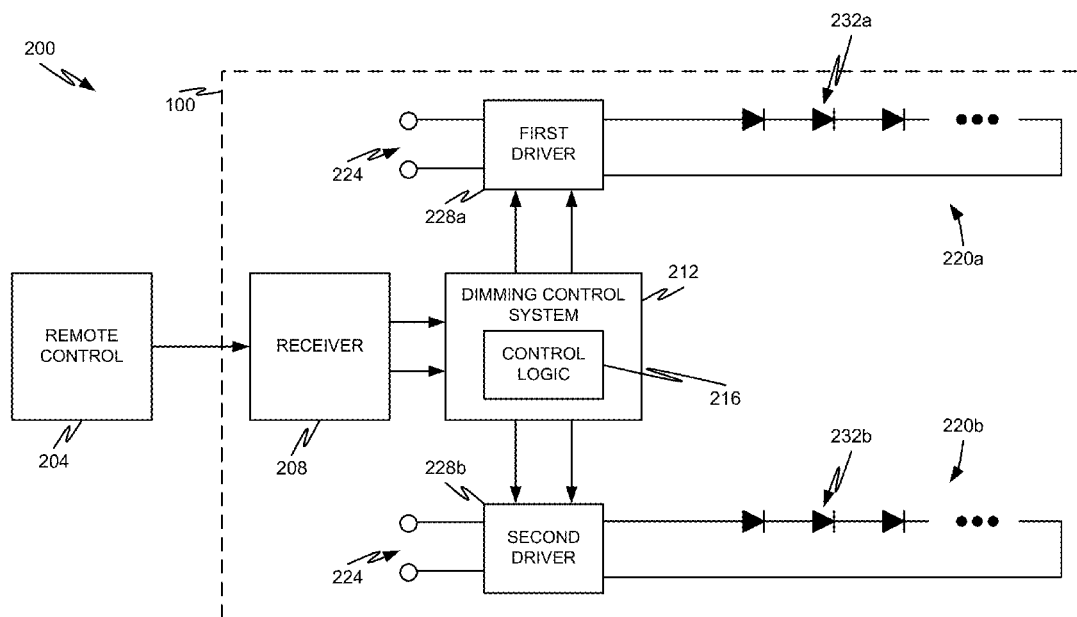 200
100
232a
224
FIRST
DRIVER
228a
220a
212
DIMMING CONTROL
SYSTEM
REMOTE
CONTROL
RECEIVER
CONTROL
LOGIC
216
204
208
228b
232b
220b
SECOND
DRIVER
224